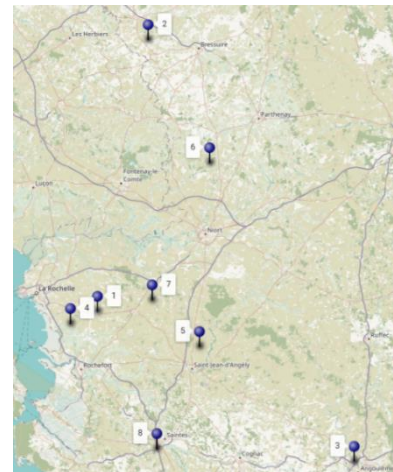 2
Les Herbiers
Bressuire
Parthenay
6
Fontenay-le-
Comte
Luçon
Niort
La Rochelle
1
7
4
5
Ruffec
Rochefort
Saint-Jean-d'Angély
8
Saintes
Cognac
3
Angoulême